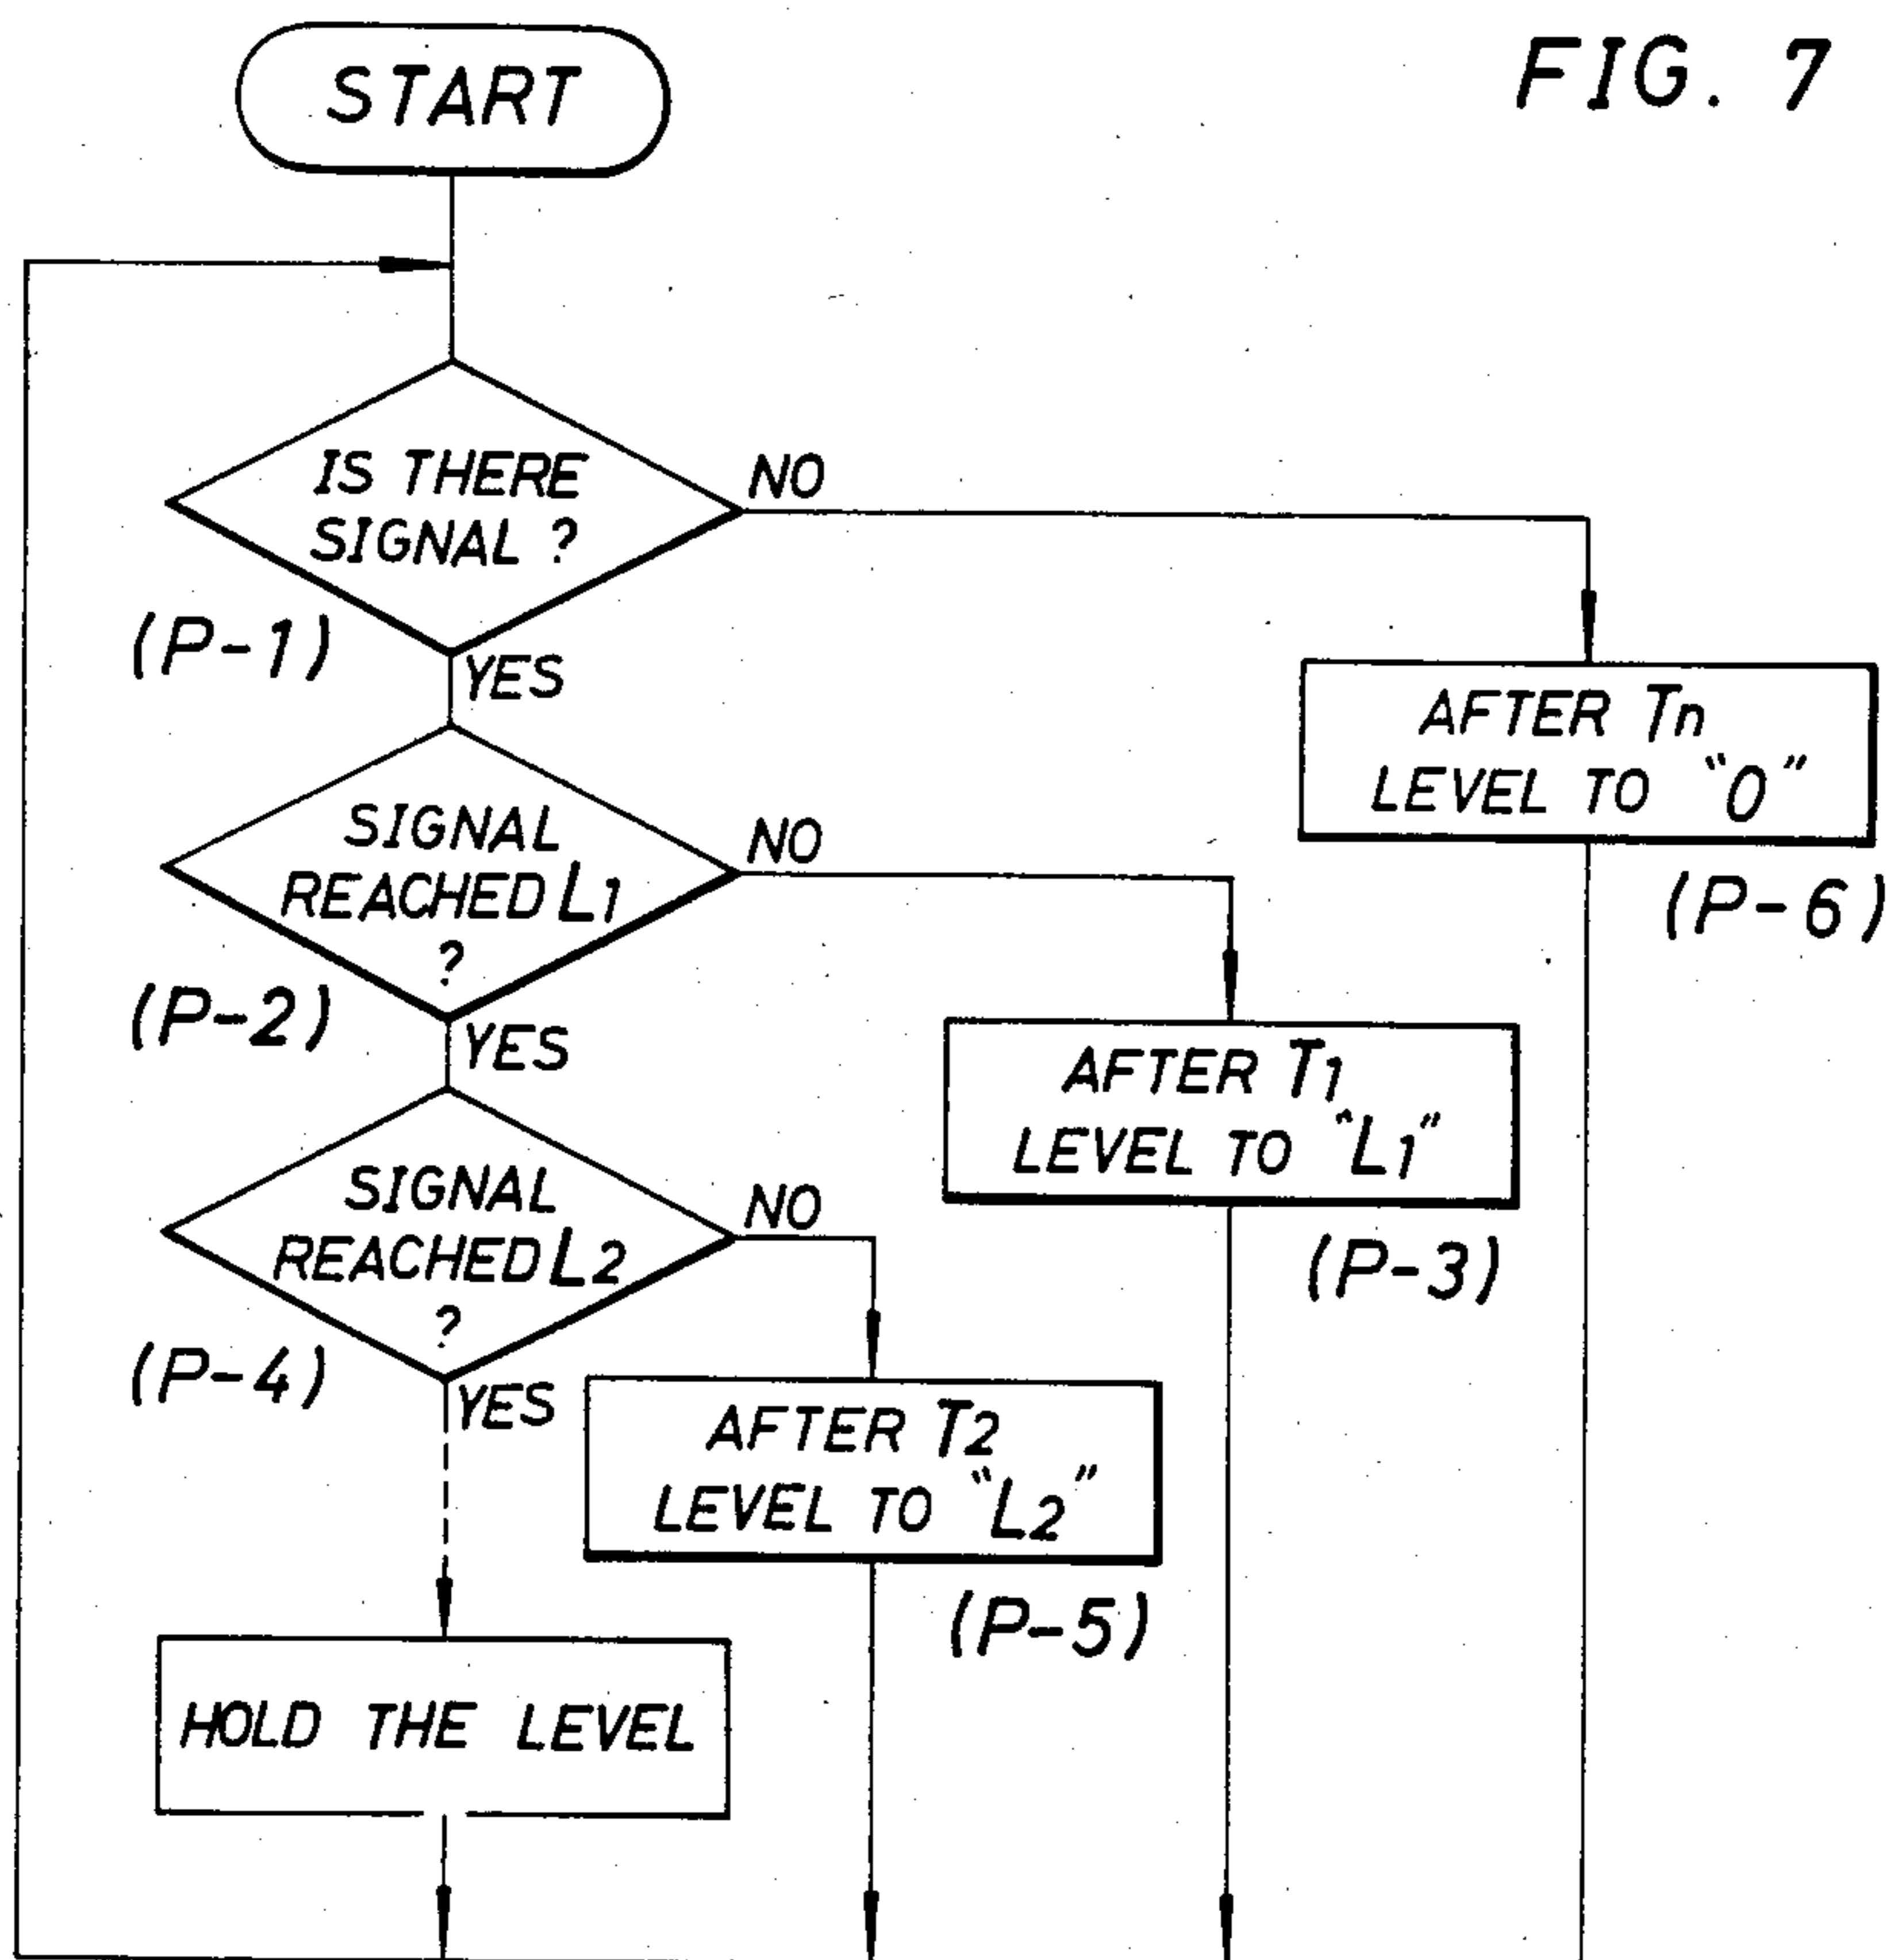 FIG. 7
START
IS THERE
SIGNAL ?
NO
(P-1)
YES
AFTER Tn
LEVEL TO "0"
(P-6)
SIGNAL
REACHED L1
?
NO
(P-2)
YES
AFTER T1
LEVEL TO "L1"
(P-3)
SIGNAL
REACHED L2
?
NO
(P-4)
YES
AFTER T2
LEVEL TO "L2"
(P-5)
HOLD THE LEVEL